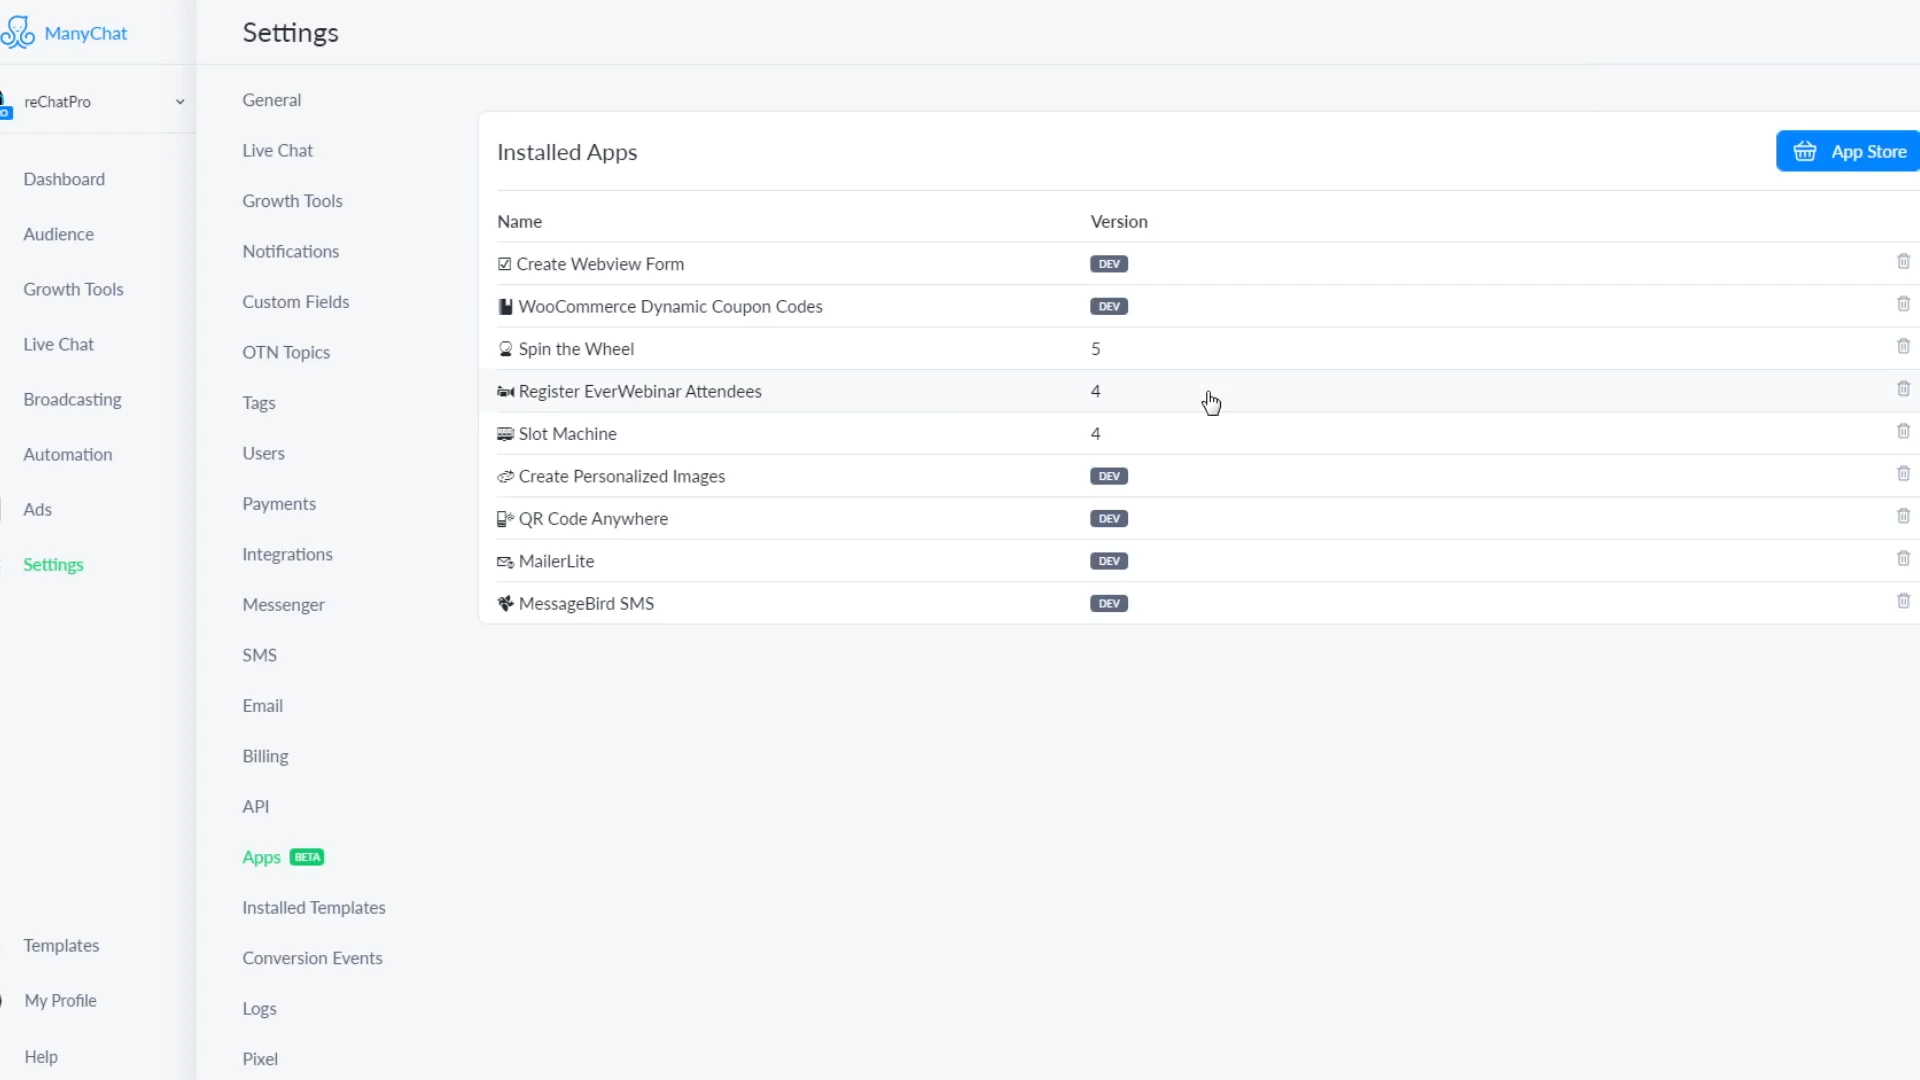 ManyChat
Settings
reChatPro
Dashboard
Audience
Growth Tools
Live Chat
Broadcasting
Automation
Ads
Settings
Templates
My Profile
Help
General
Live Chat
Growth Tools
Notifications
Custom Fields
OTN Topics
Tags
Users
Payments
Integrations
Messenger
SMS
Email
Billing
API
Apps BETA
Installed Templates
Conversion Events
Logs
Pixel
Installed Apps
App Store
Name Version
Create Webview Form DEV
WooCommerce Dynamic Coupon Codes DEV
Spin the Wheel 5
Register EverWebinar Attendees 4
Slot Machine 4
Create Personalized Images DEV
QR Code Anywhere DEV
MailerLite DEV
MessageBird SMS DEV